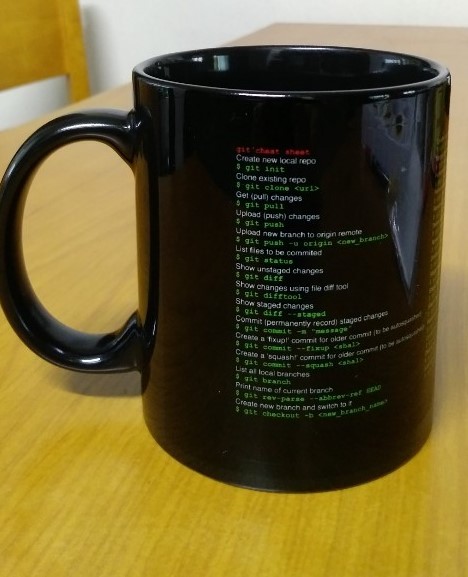 git cheat sheet
Create new local repo
$ git init
Clone existing repo
$ git clone <url>
Get (pull) changes
$ git pull
Upload (push) changes
$ git push
Upload new branch to origin remote
$ git push -u origin <new_branch>
List files to be commited
$ git status
Show unstaged changes
$ git diff
Show changes using file diff tool
$ git difftool
Show staged changes
$ git diff --staged
Commit (permanently record) staged changes
$ git commit -m "message"
Create a 'fixup!' commit for older commit (to be autosquashed
$ git commit --fixup <sha1>
Create a 'squash!' commit for older commit (to be
$ git commit --squash <sha1>
List all local branches
$ git branch
Print name of current branch
$ git rev-parse --abbrev-ref HEAD
Create new branch and switch to it
$ git checkout -b <new_branch_name>